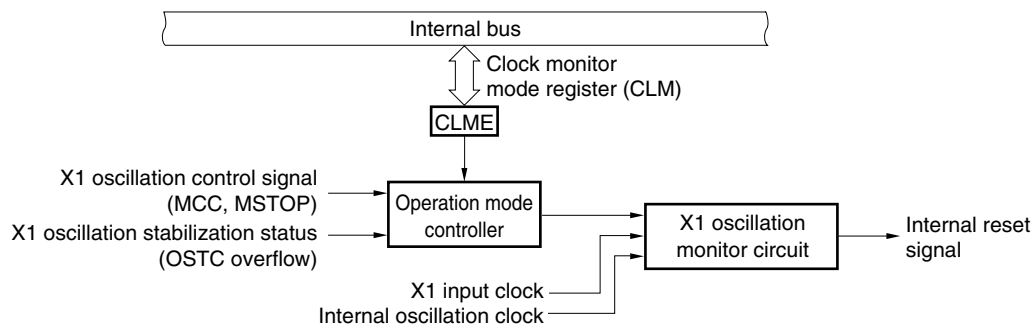 Internal bus
Clock monitor
mode register (CLM)
CLME
X1 oscillation control signal
(MCC, MSTOP)
X1 oscillation stabilization status
(OSTC overflow)
Operation mode
controller
X1 oscillation
monitor circuit
Internal reset
signal
X1 input clock
Internal oscillation clock